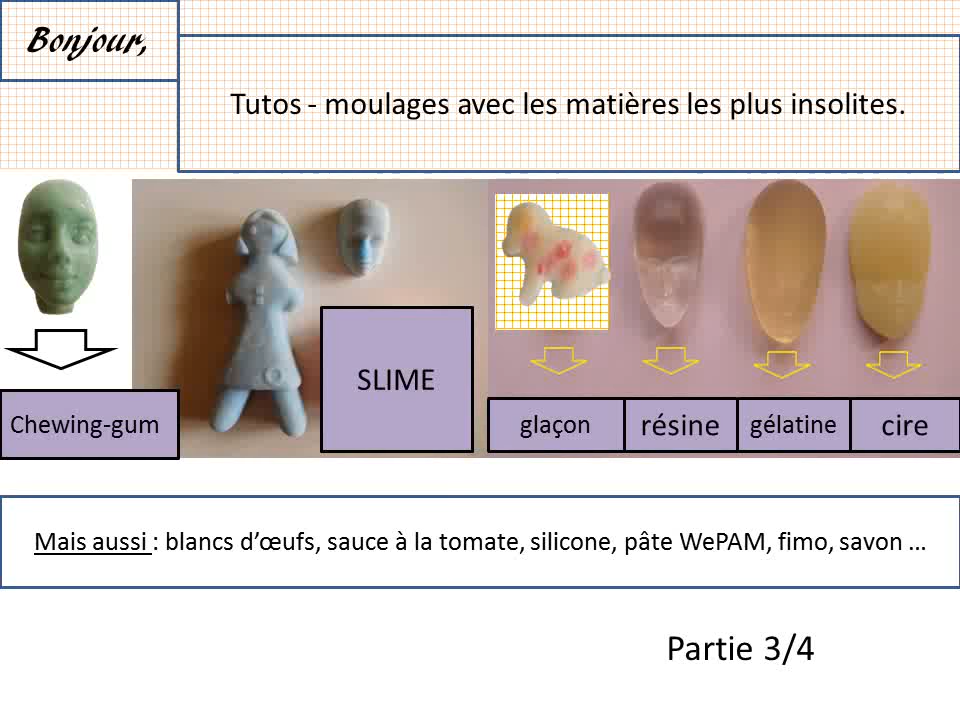 Bonjour,
Tutos - moulages avec les matières les plus insolites.
SLIME
Chewing-gum
glaçon
résine
gélatine
cire
Mais aussi : blancs d’œufs, sauce à la tomate, silicone, pâte WePAM, fimo, savon ...
Partie 3/4